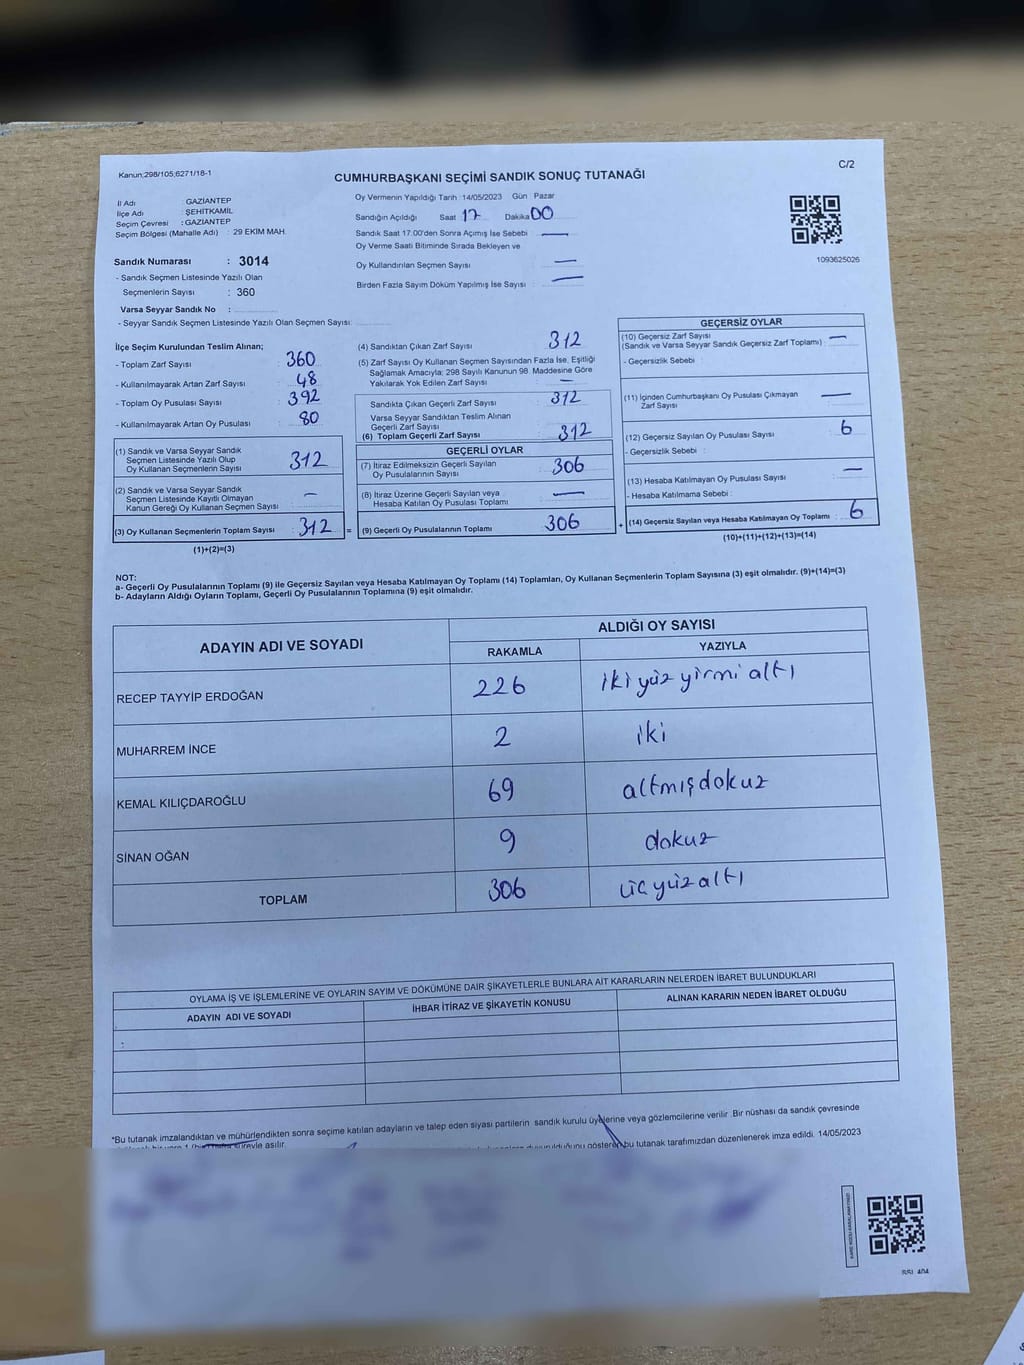 Kanun;298/105;6271/18-1
C/2
CUMHURBAŞKANI SEÇİMİ SANDIK SONUÇ TUTANAĞI
İl Adı : GAZİANTEP
İlçe Adı : ŞEHİTKAMİL
Seçim Çevresi : GAZİANTEP
Seçim Bölgesi (Mahalle Adı) : 29 EKİM MAH.
Sandık Numarası : 3014
- Sandık Seçmen Listesinde Yazılı Olan
Seçmenlerin Sayısı : 360
Varsa Seyyar Sandık No :
- Seyyar Sandık Seçmen Listesinde Yazılı Olan Seçmen Sayısı:
Oy Vermenin Yapıldığı Tarih :14/05/2023 Gün : Pazar
Sandığın Açıldığı Saat 17 Dakika 00
Sandık Saat 17.00'den Sonra Açılmış İse Sebebi : —
Oy Verme Saati Bitiminde Sırada Bekleyen ve
Oy Kullandırılan Seçmen Sayısı : —
Birden Fazla Sayım Döküm Yapılmış İse Sayısı : —
1093625026
İlçe Seçim Kurulundan Teslim Alınan;
- Toplam Zarf Sayısı : 360
- Kullanılmayarak Artan Zarf Sayısı : 48
- Toplam Oy Pusulası Sayısı : 392
- Kullanılmayarak Artan Oy Pusulası : 80
(1) Sandık ve Varsa Seyyar Sandık
Seçmen Listesinde Yazılı Olup
Oy Kullanan Seçmenlerin Sayısı : 312
(2) Sandık ve Varsa Seyyar Sandık
Seçmen Listesinde Kayıtlı Olmayan
Kanun Gereği Oy Kullanan Seçmen Sayısı : —
(3) Oy Kullanan Seçmenlerin Toplam Sayısı : 312 =
(1)+(2)=(3)
(4) Sandıktan Çıkan Zarf Sayısı : 312
(5) Zarf Sayısı Oy Kullanan Seçmen Sayısından Fazla İse, Eşitliği
Sağlamak Amacıyla; 298 Sayılı Kanunun 98. Maddesine Göre
Yakılarak Yok Edilen Zarf Sayısı : —
Sandıkta Çıkan Geçerli Zarf Sayısı : 312
Varsa Seyyar Sandıktan Teslim Alınan
Geçerli Zarf Sayısı :
(6) Toplam Geçerli Zarf Sayısı : 312
GEÇERLİ OYLAR
(7) İtiraz Edilmeksizin Geçerli Sayılan
Oy Pusulalarının Sayısı : 306
(8) İtiraz Üzerine Geçerli Sayılan veya
Hesaba Katılan Oy Pusulası Toplamı : —
(9) Geçerli Oy Pusulalarının Toplamı : 306 +
GEÇERSİZ OYLAR
(10) Geçersiz Zarf Sayısı
(Sandık ve Varsa Seyyar Sandık Geçersiz Zarf Toplamı) : —
- Geçersizlik Sebebi :
(11) İçinden Cumhurbaşkanı Oy Pusulası Çıkmayan
Zarf Sayısı : —
(12) Geçersiz Sayılan Oy Pusulası Sayısı : 6
- Geçersizlik Sebebi :
(13) Hesaba Katılmayan Oy Pusulası Sayısı : —
- Hesaba Katılmama Sebebi :
(14) Geçersiz Sayılan veya Hesaba Katılmayan Oy Toplamı : 6
(10)+(11)+(12)+(13)=(14)
NOT:
a- Geçerli Oy Pusulalarının Toplamı (9) ile Geçersiz Sayılan veya Hesaba Katılmayan Oy Toplamı (14) Toplamları, Oy Kullanan Seçmenlerin Toplam Sayısına (3) eşit olmalıdır. (9)+(14)=(3)
b- Adayların Aldığı Oyların Toplamı, Geçerli Oy Pusulalarının Toplamına (9) eşit olmalıdır.
ADAYIN ADI VE SOYADI
ALDIĞI OY SAYISI
RAKAMLA YAZIYLA
RECEP TAYYİP ERDOĞAN 226 iki yüz yirmi altı
MUHARREM İNCE 2 iki
KEMAL KILIÇDAROĞLU 69 altmış dokuz
SİNAN OĞAN 9 dokuz
TOPLAM 306 üç yüz altı
OYLAMA İŞ VE İŞLEMLERİNE VE OYLARIN SAYIM VE DÖKÜMÜNE DAİR ŞİKAYETLERLE BUNLARA AİT KARARLARIN NELERDEN İBARET BULUNDUKLARI
ADAYIN ADI VE SOYADI İHBAR İTİRAZ VE ŞİKAYETİN KONUSU ALINAN KARARIN NEDEN İBARET OLDUĞU
:
*Bu tutanak imzalandıktan ve mühürlendikten sonra seçime katılan adayların ve talep eden siyasi partilerin sandık kurulu üyelerine veya gözlemcilerine verilir .Bir nüshası da sandık çevresinde
süreyle asılır. gösteren bu tutanak tarafımızdan düzenlenerek imza edildi. 14/05/2023